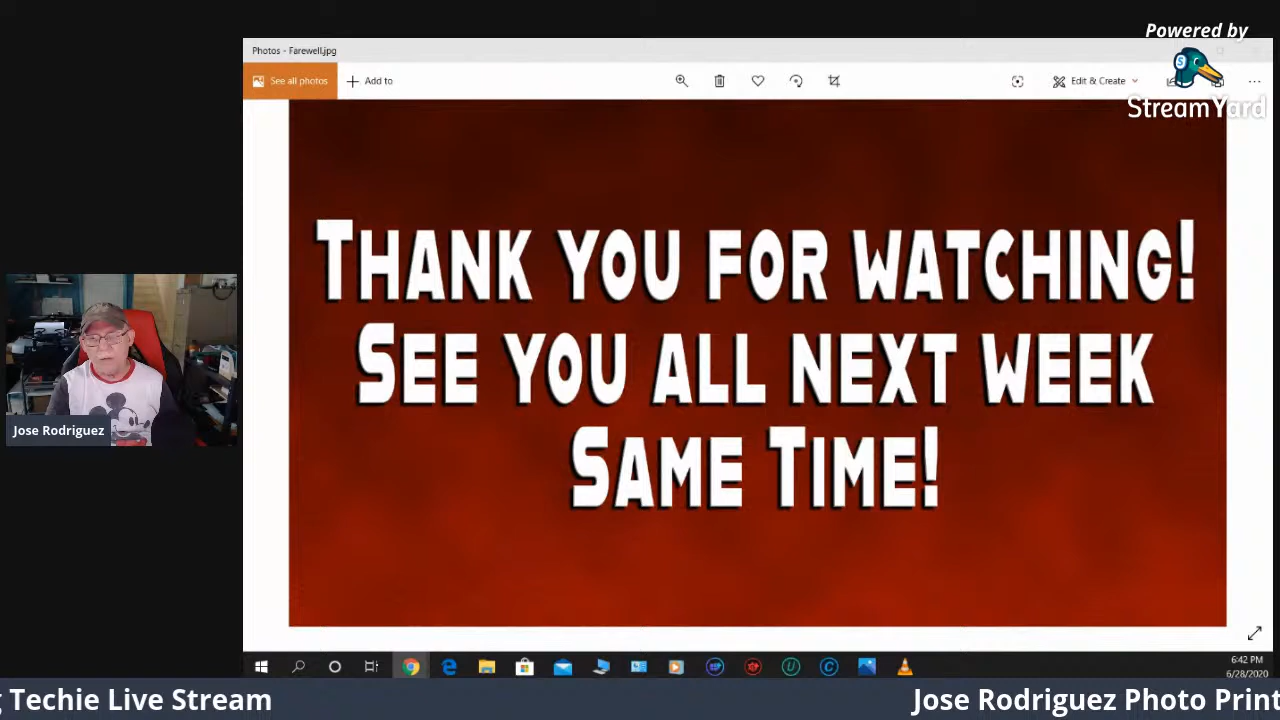 Powered by
StreamYard
Photos - Farewell.jpg
See all photos
Add to
Edit & Create
THANK YOU FOR WATCHING!
SEE YOU ALL NEXT WEEK
SAME TIME!
Jose Rodriguez
6:42 PM
6/28/2020
g Techie Live Stream
Jose Rodriguez Photo Print